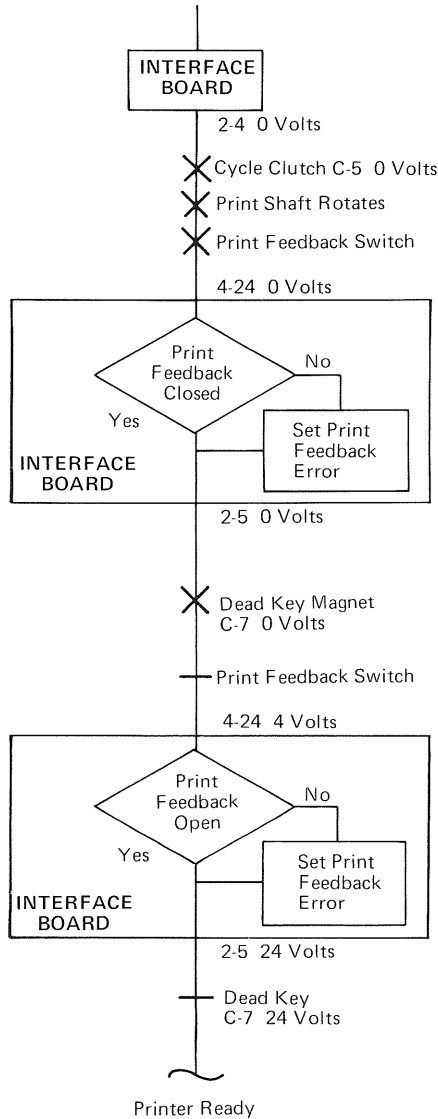 INTERFACE
BOARD
2-4 0 Volts
Cycle Clutch C-5 0 Volts
Print Shaft Rotates
Print Feedback Switch
4-24 0 Volts
Print
Feedback
Closed
No
Yes
Set Print
Feedback
Error
INTERFACE
BOARD
2-5 0 Volts
Dead Key Magnet
C-7 0 Volts
Print Feedback Switch
4-24 4 Volts
Print
Feedback
Open
No
Yes
Set Print
Feedback
Error
INTERFACE
BOARD
2-5 24 Volts
Dead Key
C-7 24 Volts
Printer Ready